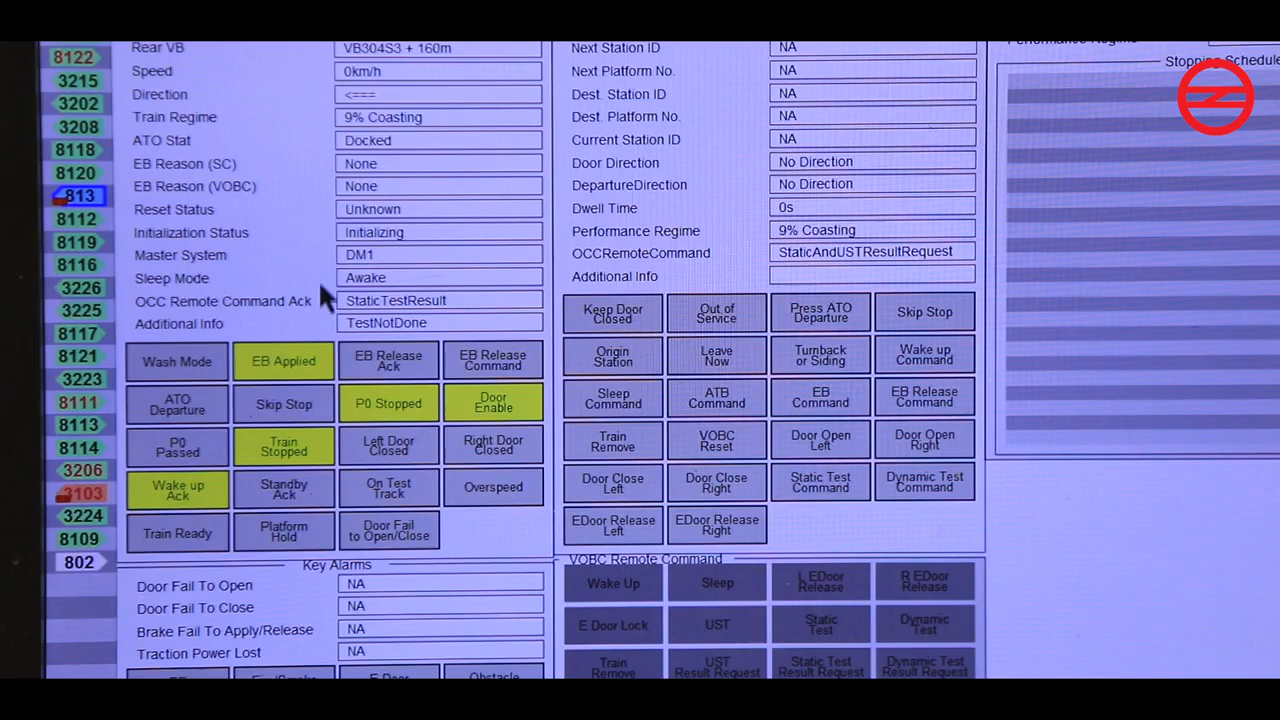 8122
3215
3202
3208
8118
8120
813
8112
8119
8116
3226
3225
8117
8121
3223
8111
8113
8114
3206
3103
3224
8109
802
Rear VB VB304S3 + 160m
Speed 0km/h
Direction <===
Train Regime 9% Coasting
ATO Stat Docked
EB Reason (SC) None
EB Reason (VOBC) None
Reset Status Unknown
Initialization Status Initializing
Master System DM1
Sleep Mode Awake
OCC Remote Command Ack StaticTestResult
Additional Info TestNotDone
Wash Mode
EB Applied
EB Release
Ack
EB Release
Command
ATO
Departure
Skip Stop
P0 Stopped
Door
Enable
P0
Passed
Train
Stopped
Left Door
Closed
Right Door
Closed
Wake up
Ack
Standby
Ack
On Test
Track
Overspeed
Train Ready
Platform
Hold
Door Fail
to Open/Close
Key Alarms
Door Fail To Open NA
Door Fail To Close NA
Brake Fail To Apply/Release NA
Traction Power Lost NA
Next Station ID NA
Next Platform No. NA
Dest. Station ID NA
Dest. Platform No. NA
Current Station ID NA
Door Direction No Direction
DepartureDirection No Direction
Dwell Time 0s
Performance Regime 9% Coasting
OCCRemoteCommand StaticAndUSTResultRequest
Additional Info
Keep Door
Closed
Out of
Service
Press ATO
Departure
Skip Stop
Origin
Station
Leave
Now
Turnback
or Siding
Wake up
Command
Sleep
Command
ATB
Command
EB
Command
EB Release
Command
Train
Remove
VOBC
Reset
Door Open
Left
Door Open
Right
Door Close
Left
Door Close
Right
Static Test
Command
Dynamic Test
Command
EDoor Release
Left
EDoor Release
Right
VOBC Remote Command
Wake Up
Sleep
L EDoor
Release
R EDoor
Release
E Door Lock
UST
Static
Test
Dynamic
Test
Train
Remove
UST
Result Request
Static Test
Result Request
Dynamic Test
Result Request
Stopping Schedule